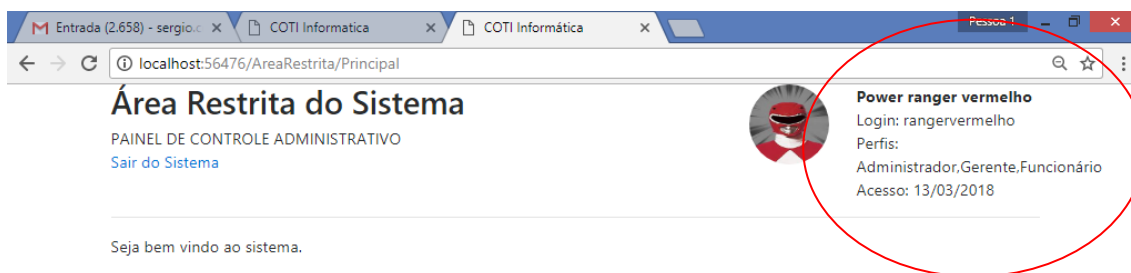 Entrada (2.658) - sergio.c
COTI Informatica
COTI Informática
Pessoa 1
localhost:56476/AreaRestrita/Principal
Área Restrita do Sistema
PAINEL DE CONTROLE ADMINISTRATIVO
Sair do Sistema
Power ranger vermelho
Login: rangervermelho
Perfis:
Administrador,Gerente,Funcionário
Acesso: 13/03/2018
Seja bem vindo ao sistema.